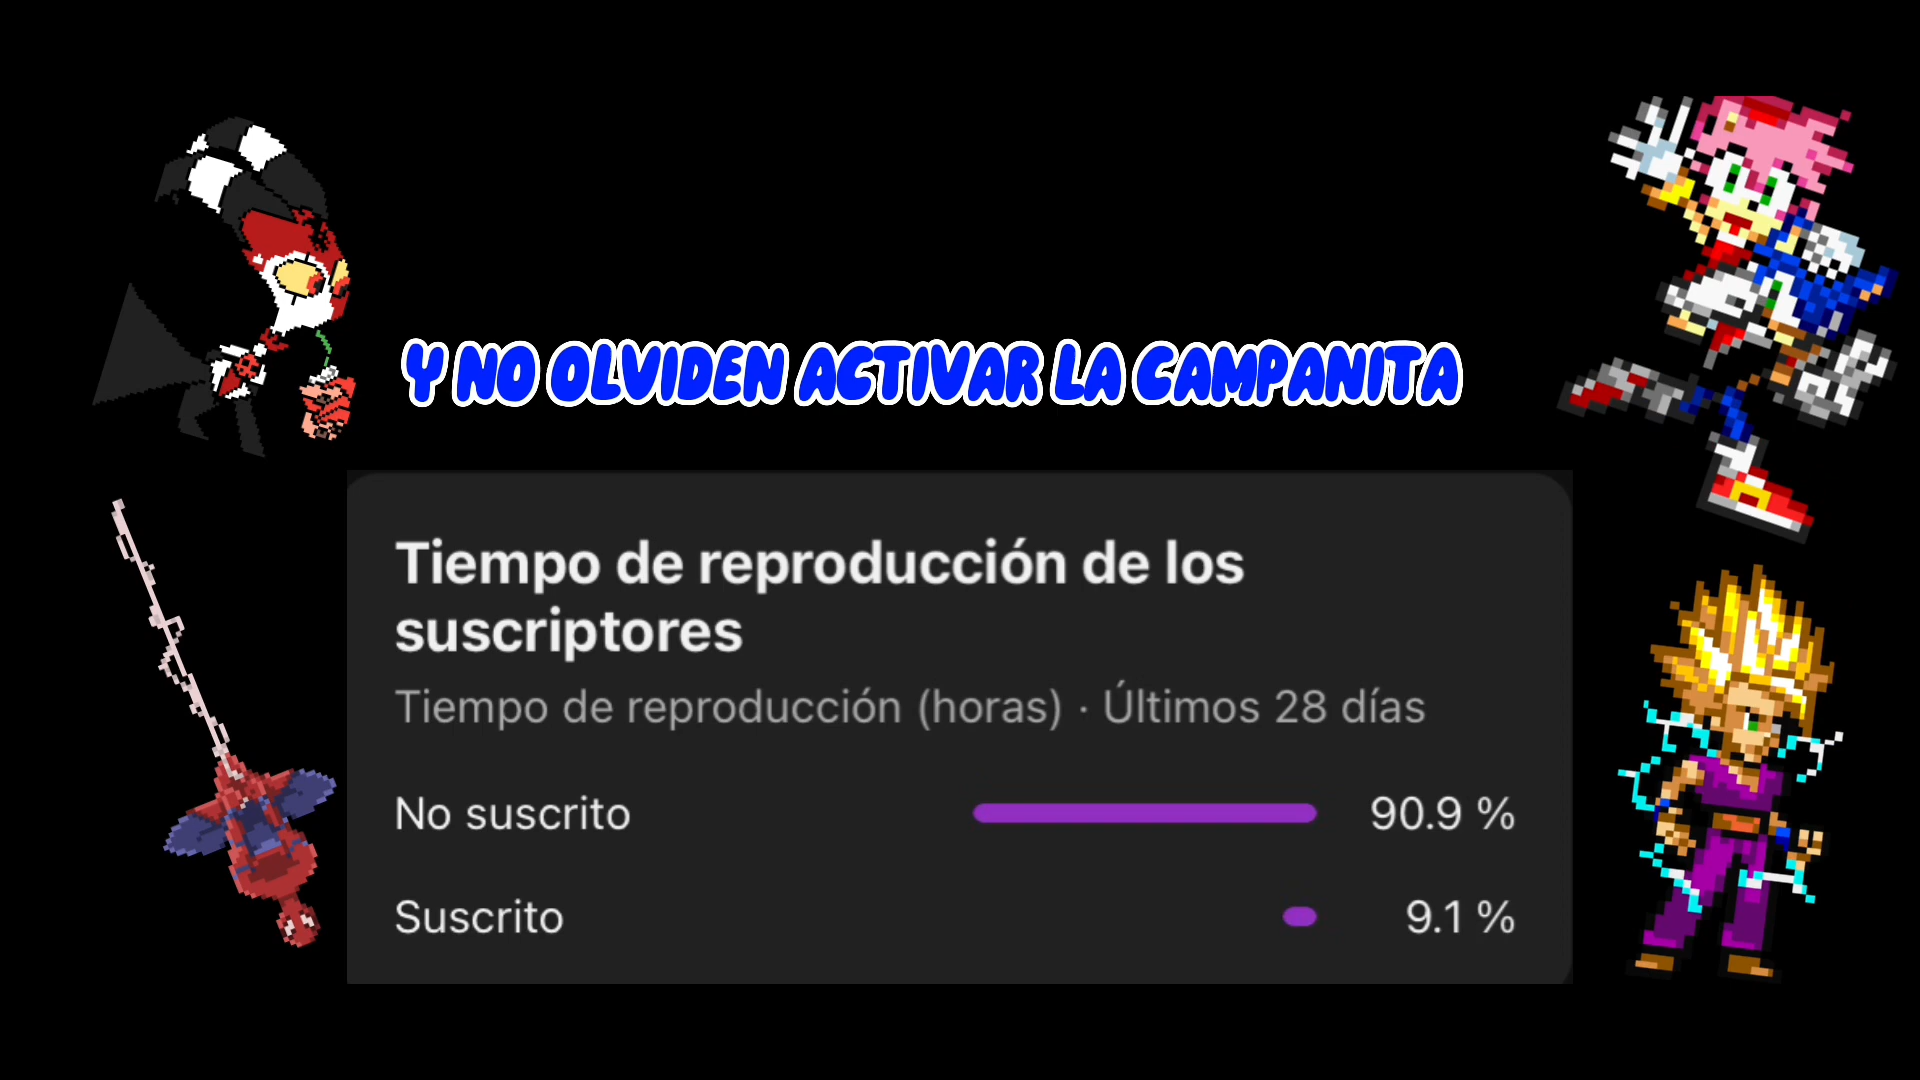 Y NO OLVIDEN ACTIVAR LA CAMPANITA
Tiempo de reproducción de los
suscriptores
Tiempo de reproducción (horas) · Últimos 28 días
No suscrito 90.9 %
Suscrito 9.1 %